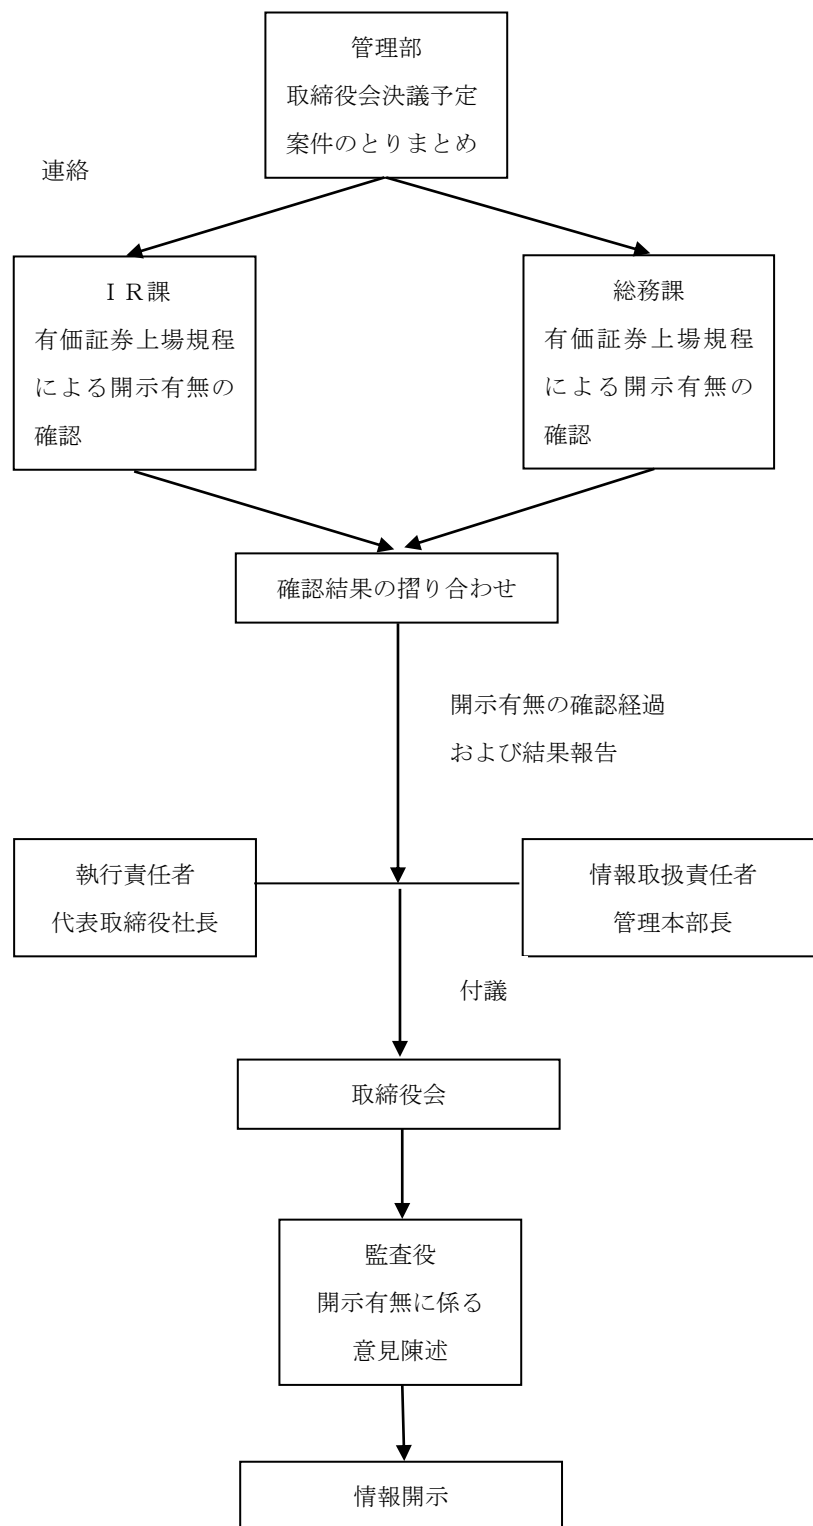 管理部
取締役会決議予定
案件のとりまとめ
連絡
ＩＲ課
有価証券上場規程
による開示有無の
確認
総務課
有価証券上場規程
による開示有無の
確認
確認結果の摺り合わせ
開示有無の確認経過
および結果報告
執行責任者
代表取締役社長
情報取扱責任者
管理本部長
付議
取締役会
監査役
開示有無に係る
意見陳述
情報開示